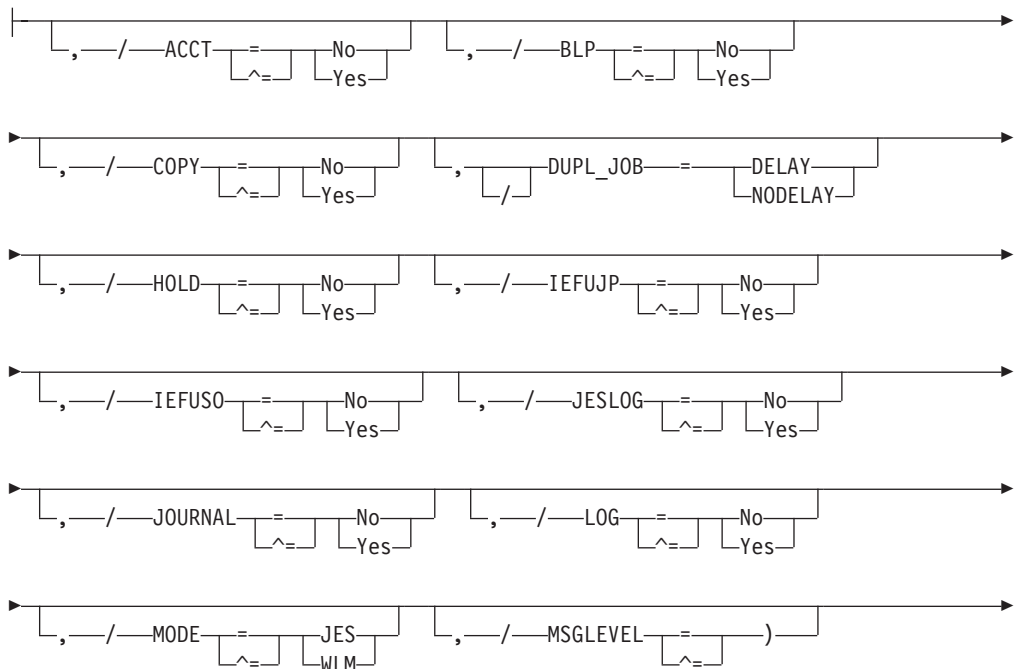 , / ACCT = No , / BLP = No
^= Yes ^= Yes
, / COPY = No , DUPL_JOB = DELAY
^= Yes / NODELAY
, / HOLD = No , / IEFUJP = No
^= Yes ^= Yes
, / IEFUSO = No , / JESLOG = No
^= Yes ^= Yes
, / JOURNAL = No , / LOG = No
^= Yes ^= Yes
, / MODE = JES , / MSGLEVEL = )
^= WLM ^=